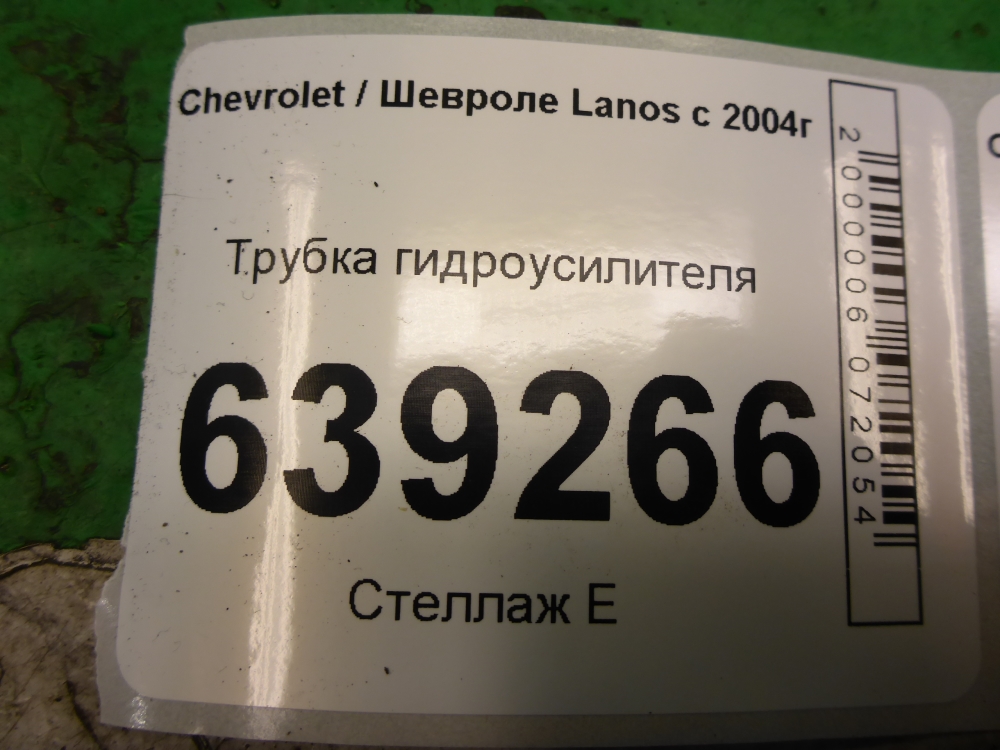 Chevrolet / Шевроле Lanos с 2004г
Трубка гидроусилителя
639266
Стеллаж Е
2000006072054